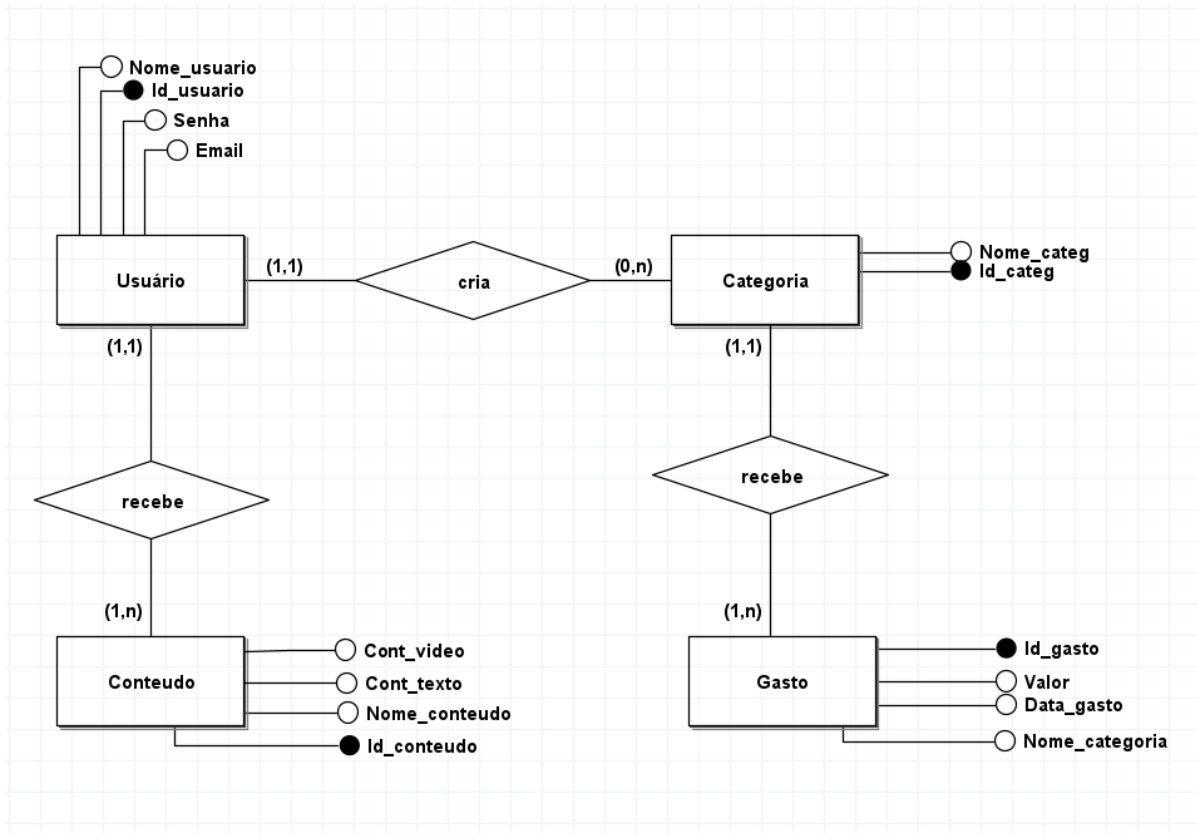 Nome_usuario
Id_usuario
Senha
Email
Usuário
(1,1)
cria
(0,n)
Categoria
Nome_categ
Id_categ
(1,1)
(1,1)
recebe
recebe
(1,n)
(1,n)
Conteudo
Cont_video
Cont_texto
Nome_conteudo
Id_conteudo
Gasto
Id_gasto
Valor
Data_gasto
Nome_categoria